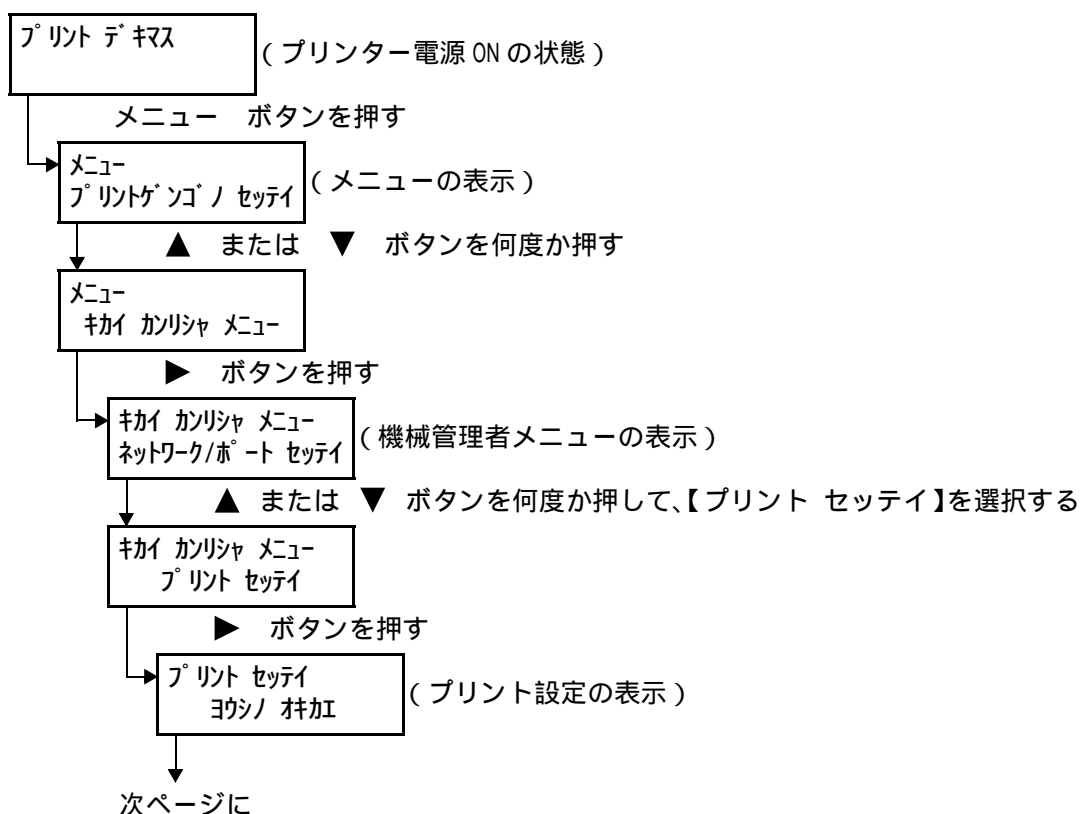 ﾌﾟﾘﾝﾄ ﾃﾞｷﾏｽ
(プリンター電源 ON の状態)
メニュー ボタンを押す
ﾒﾆｭｰ
ﾌﾟﾘﾝﾄｹﾞﾝｺﾞﾉ ｾｯﾃｲ
(メニューの表示)
▲ または ▼ ボタンを何度か押す
ﾒﾆｭｰ
ｷｶｲ ｶﾝﾘｼｬ ﾒﾆｭｰ
▶ ボタンを押す
ｷｶｲ ｶﾝﾘｼｬ ﾒﾆｭｰ
ﾈｯﾄﾜｰｸ/ﾎﾟｰﾄ ｾｯﾃｲ
(機械管理者メニューの表示)
▲ または ▼ ボタンを何度か押して、【プリント セッテイ】を選択する
ｷｶｲ ｶﾝﾘｼｬ ﾒﾆｭｰ
ﾌﾟﾘﾝﾄ ｾｯﾃｲ
▶ ボタンを押す
ﾌﾟﾘﾝﾄ ｾｯﾃｲ
ﾖｳｼﾉ ｵｷｶｴ
(プリント設定の表示)
次ページに